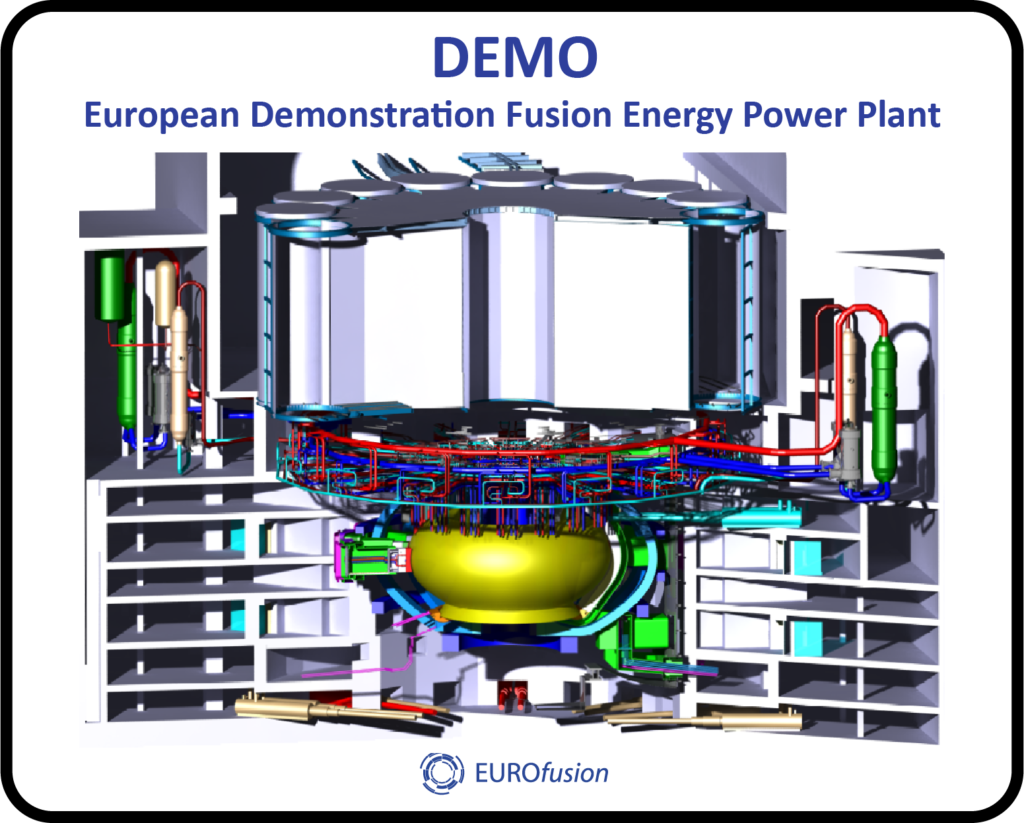 DEMO
European Demonstration Fusion Energy Power Plant
EUROfusion